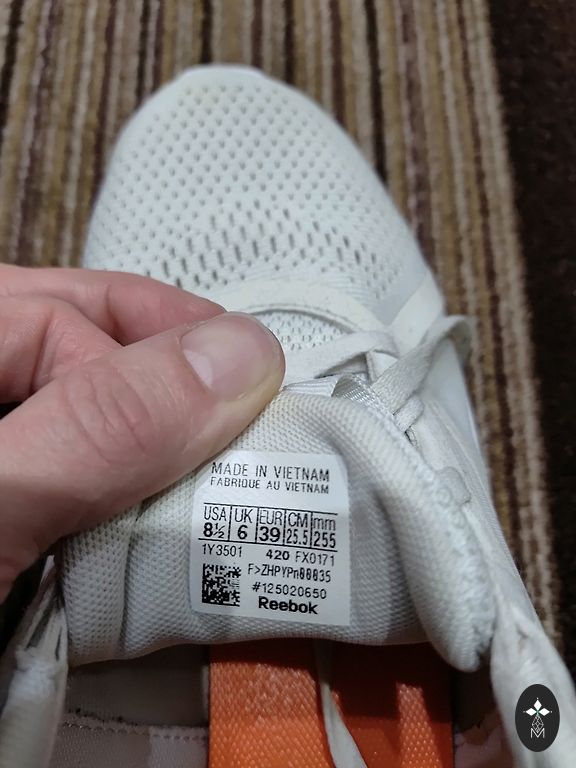 MADE IN VIETNAM
FABRIQUE AU VIETNAM
USA UK EUR CM mm
8½ 6 39 25.5 255
1Y3501 420 FX0171
F>ZHPYPn00035
#125020650
Reebok
M